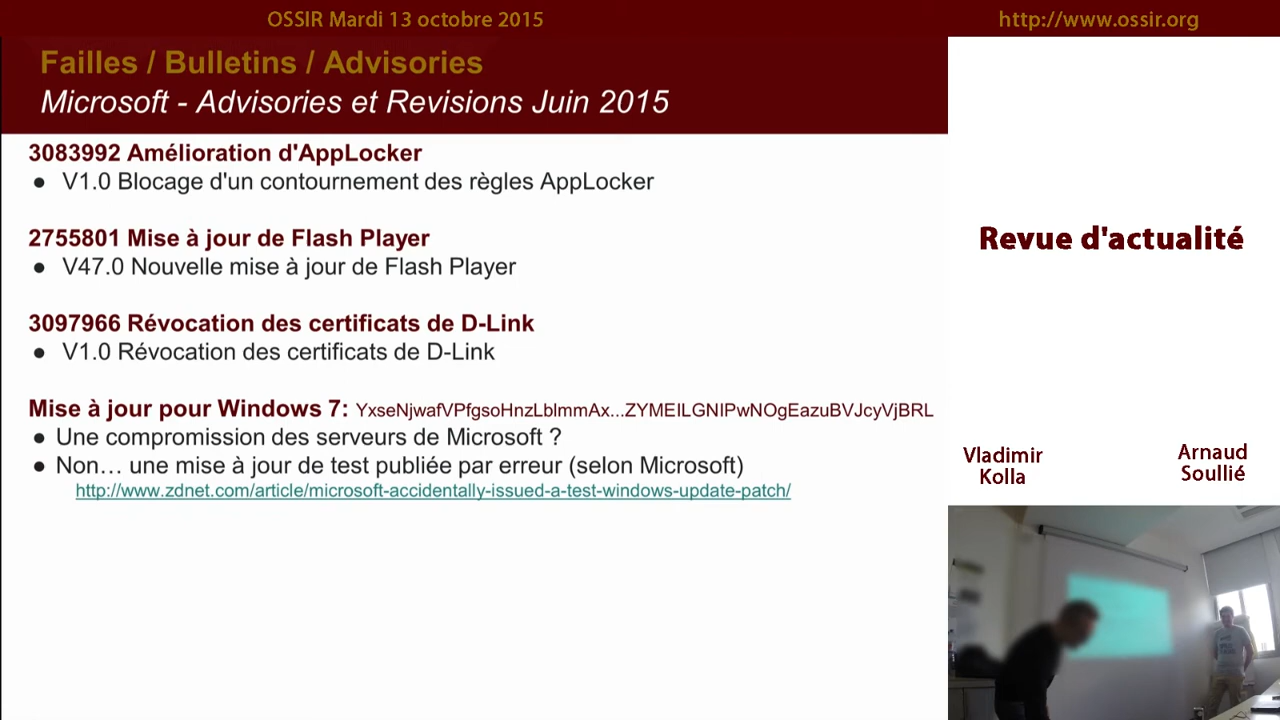 OSSIR Mardi 13 octobre 2015
http://www.ossir.org
Failles / Bulletins / Advisories
Microsoft - Advisories et Revisions Juin 2015
3083992 Amélioration d'AppLocker
● V1.0 Blocage d'un contournement des règles AppLocker
2755801 Mise à jour de Flash Player
● V47.0 Nouvelle mise à jour de Flash Player
3097966 Révocation des certificats de D-Link
● V1.0 Révocation des certificats de D-Link
Mise à jour pour Windows 7: YxseNjwafVPfgsoHnzLblmmAx...ZYMEILGNIPwNOgEazuBVJcyVjBRL
● Une compromission des serveurs de Microsoft ?
● Non… une mise à jour de test publiée par erreur (selon Microsoft)
http://www.zdnet.com/article/microsoft-accidentally-issued-a-test-windows-update-patch/
Revue d'actualité
Vladimir
Kolla
Arnaud
Soullié